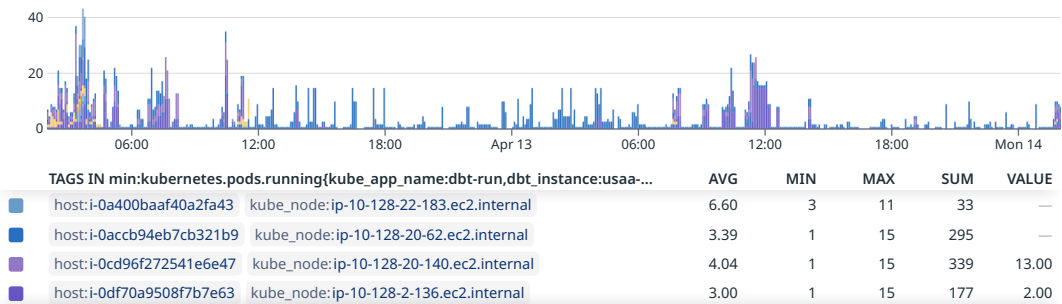 40
20
0
06:00 12:00 18:00 Apr 13 06:00 12:00 18:00 Mon 14
TAGS IN min:kubernetes.pods.running{kube_app_name:dbt-run,dbt_instance:usaa-... AVG MIN MAX SUM VALUE
host:i-0a400baaf40a2fa43 kube_node:ip-10-128-22-183.ec2.internal 6.60 3 11 33 —
host:i-0accb94eb7cb321b9 kube_node:ip-10-128-20-62.ec2.internal 3.39 1 15 295 —
host:i-0cd96f272541e6e47 kube_node:ip-10-128-20-140.ec2.internal 4.04 1 15 339 13.00
host:i-0df70a9508f7b7e63 kube_node:ip-10-128-2-136.ec2.internal 3.00 1 15 177 2.00